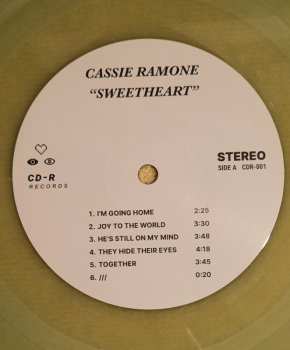 CASSIE RAMONE
“SWEETHEART”
CD-R
RECORDS
STEREO
SIDE A CDR-001
1. I'M GOING HOME 2:25
2. JOY TO THE WORLD 3:30
3. HE'S STILL ON MY MIND 3:48
4. THEY HIDE THEIR EYES 4:18
5. TOGETHER 3:45
6. /// 0:20